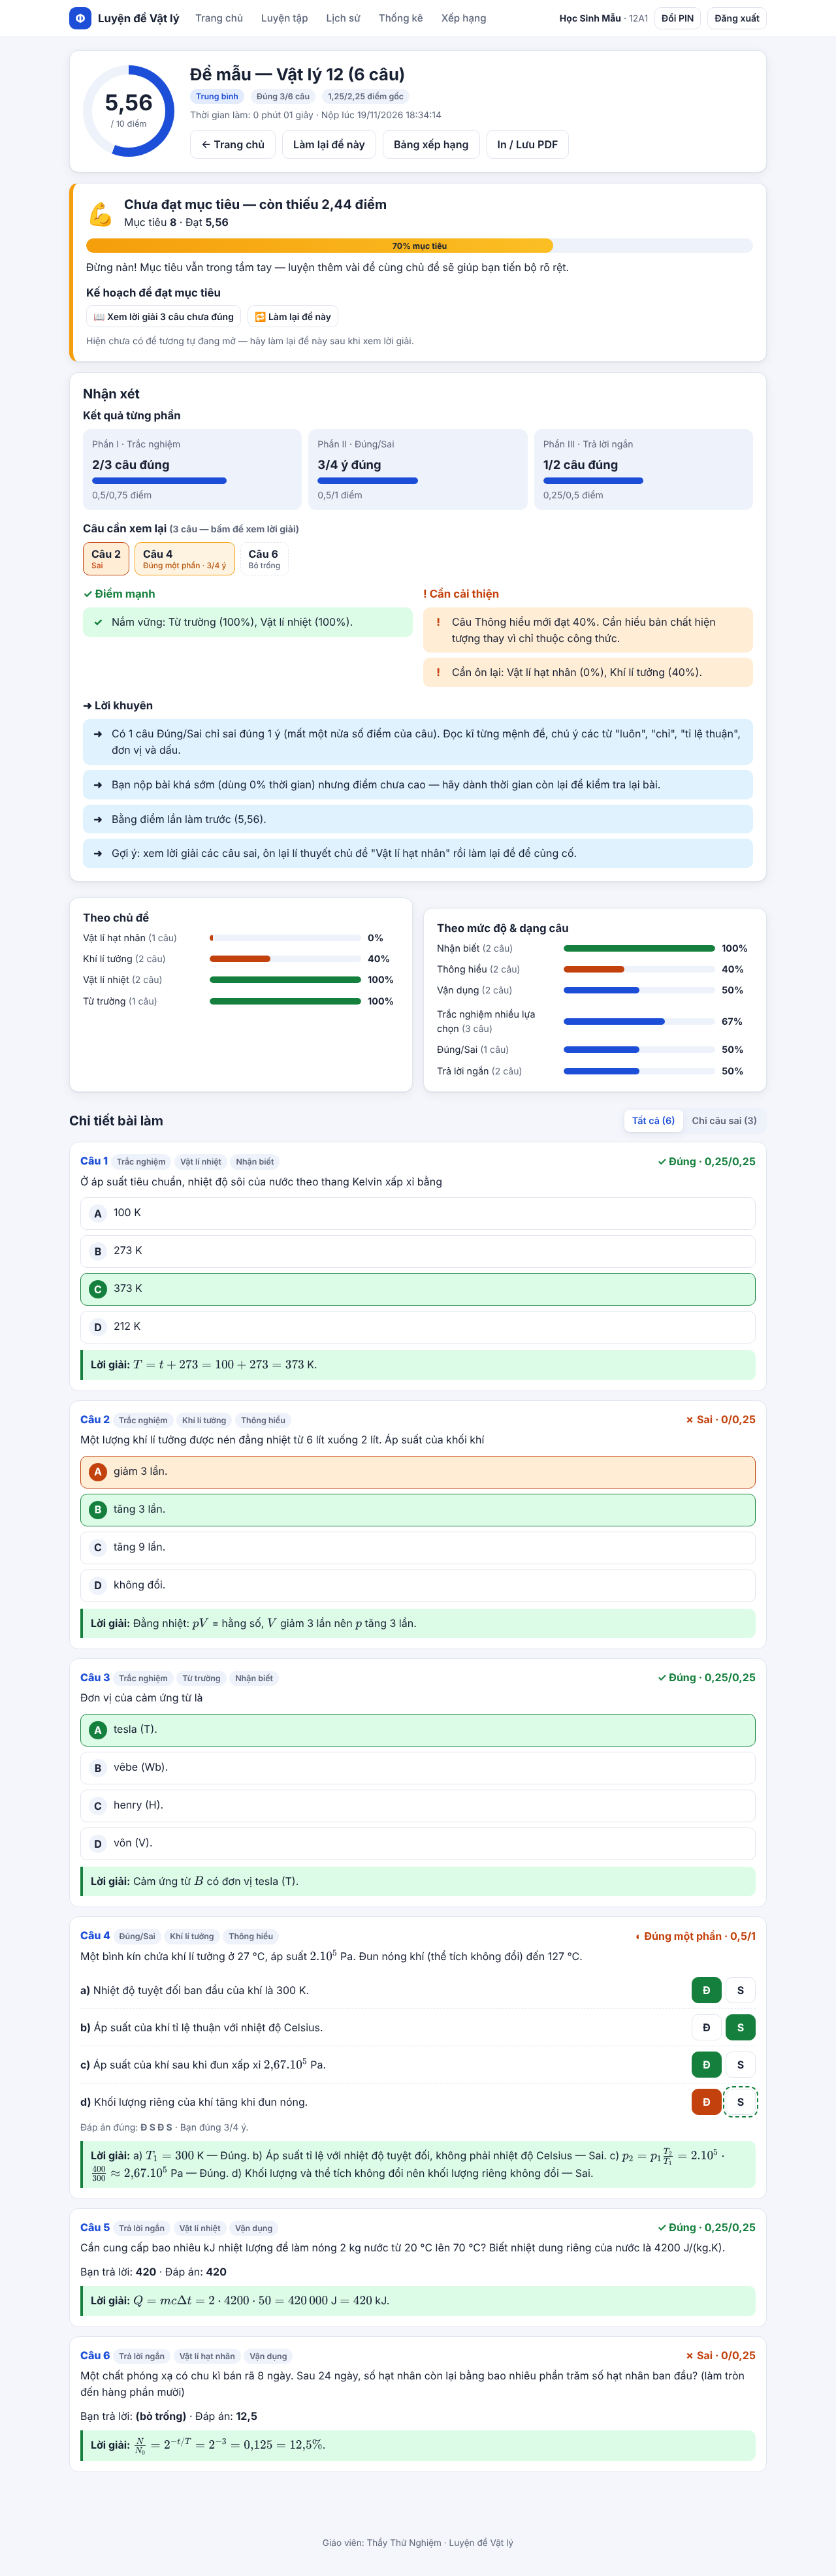 Φ Luyện đề Vật lý Trang chủ Luyện tập Lịch sử Thống kê Xếp hạng Học Sinh Mẫu · 12A1 Đổi PIN Đăng xuất
5,56
/ 10 điểm
Đề mẫu — Vật lý 12 (6 câu)
Trung bình Đúng 3/6 câu 1,25/2,25 điểm gốc
Thời gian làm: 0 phút 01 giây · Nộp lúc 19/11/2026 18:34:14
← Trang chủ Làm lại đề này Bảng xếp hạng In / Lưu PDF
💪 Chưa đạt mục tiêu — còn thiếu 2,44 điểm
Mục tiêu 8 · Đạt 5,56
70% mục tiêu
Đừng nản! Mục tiêu vẫn trong tầm tay — luyện thêm vài đề cùng chủ đề sẽ giúp bạn tiến bộ rõ rệt.
Kế hoạch để đạt mục tiêu
📖 Xem lời giải 3 câu chưa đúng 🔁 Làm lại đề này
Hiện chưa có đề tương tự đang mở — hãy làm lại đề này sau khi xem lời giải.
Nhận xét
Kết quả từng phần
Phần I · Trắc nghiệm
2/3 câu đúng
0,5/0,75 điểm
Phần II · Đúng/Sai
3/4 ý đúng
0,5/1 điểm
Phần III · Trả lời ngắn
1/2 câu đúng
0,25/0,5 điểm
Câu cần xem lại (3 câu — bấm để xem lời giải)
Câu 2
Sai
Câu 4
Đúng một phần · 3/4 ý
Câu 6
Bỏ trống
✓ Điểm mạnh
✓ Nắm vững: Từ trường (100%), Vật lí nhiệt (100%).
! Cần cải thiện
! Câu Thông hiểu mới đạt 40%. Cần hiểu bản chất hiện
tượng thay vì chỉ thuộc công thức.
! Cần ôn lại: Vật lí hạt nhân (0%), Khí lí tưởng (40%).
➜ Lời khuyên
➜ Có 1 câu Đúng/Sai chỉ sai đúng 1 ý (mất một nửa số điểm của câu). Đọc kĩ từng mệnh đề, chú ý các từ "luôn", "chỉ", "tỉ lệ thuận",
đơn vị và dấu.
➜ Bạn nộp bài khá sớm (dùng 0% thời gian) nhưng điểm chưa cao — hãy dành thời gian còn lại để kiểm tra lại bài.
➜ Bằng điểm lần làm trước (5,56).
➜ Gợi ý: xem lời giải các câu sai, ôn lại lí thuyết chủ đề "Vật lí hạt nhân" rồi làm lại đề để củng cố.
Theo chủ đề
Vật lí hạt nhân (1 câu) 0%
Khí lí tưởng (2 câu) 40%
Vật lí nhiệt (2 câu) 100%
Từ trường (1 câu) 100%
Theo mức độ & dạng câu
Nhận biết (2 câu) 100%
Thông hiểu (2 câu) 40%
Vận dụng (2 câu) 50%
Trắc nghiệm nhiều lựa
chọn (3 câu) 67%
Đúng/Sai (1 câu) 50%
Trả lời ngắn (2 câu) 50%
Chi tiết bài làm Tất cả (6) Chỉ câu sai (3)
Câu 1 Trắc nghiệm Vật lí nhiệt Nhận biết ✓ Đúng · 0,25/0,25
Ở áp suất tiêu chuẩn, nhiệt độ sôi của nước theo thang Kelvin xấp xỉ bằng
A 100 K
B 273 K
C 373 K
D 212 K
Lời giải: T = t + 273 = 100 + 273 = 373 K.
Câu 2 Trắc nghiệm Khí lí tưởng Thông hiểu × Sai · 0/0,25
Một lượng khí lí tưởng được nén đẳng nhiệt từ 6 lít xuống 2 lít. Áp suất của khối khí
A giảm 3 lần.
B tăng 3 lần.
C tăng 9 lần.
D không đổi.
Lời giải: Đẳng nhiệt: pV = hằng số, V giảm 3 lần nên p tăng 3 lần.
Câu 3 Trắc nghiệm Từ trường Nhận biết ✓ Đúng · 0,25/0,25
Đơn vị của cảm ứng từ là
A tesla (T).
B vêbe (Wb).
C henry (H).
D vôn (V).
Lời giải: Cảm ứng từ B có đơn vị tesla (T).
Câu 4 Đúng/Sai Khí lí tưởng Thông hiểu ◖ Đúng một phần · 0,5/1
Một bình kín chứa khí lí tưởng ở 27 °C, áp suất 2.10⁵ Pa. Đun nóng khí (thể tích không đổi) đến 127 °C.
a) Nhiệt độ tuyệt đối ban đầu của khí là 300 K. Đ S
b) Áp suất của khí tỉ lệ thuận với nhiệt độ Celsius. Đ S
c) Áp suất của khí sau khi đun xấp xỉ 2,67.10⁵ Pa. Đ S
d) Khối lượng riêng của khí tăng khi đun nóng. Đ S
Đáp án đúng: Đ S Đ S · Bạn đúng 3/4 ý.
Lời giải: a) T₁ = 300 K — Đúng. b) Áp suất tỉ lệ với nhiệt độ tuyệt đối, không phải nhiệt độ Celsius — Sai. c) p₂ = p₁ T₂/T₁ = 2.10⁵ ·
400/300 ≈ 2,67.10⁵ Pa — Đúng. d) Khối lượng và thể tích không đổi nên khối lượng riêng không đổi — Sai.
Câu 5 Trả lời ngắn Vật lí nhiệt Vận dụng ✓ Đúng · 0,25/0,25
Cần cung cấp bao nhiêu kJ nhiệt lượng để làm nóng 2 kg nước từ 20 °C lên 70 °C? Biết nhiệt dung riêng của nước là 4200 J/(kg.K).
Bạn trả lời: 420 · Đáp án: 420
Lời giải: Q = mcΔt = 2 · 4200 · 50 = 420 000 J = 420 kJ.
Câu 6 Trả lời ngắn Vật lí hạt nhân Vận dụng × Sai · 0/0,25
Một chất phóng xạ có chu kì bán rã 8 ngày. Sau 24 ngày, số hạt nhân còn lại bằng bao nhiêu phần trăm số hạt nhân ban đầu? (làm tròn
đến hàng phần mười)
Bạn trả lời: (bỏ trống) · Đáp án: 12,5
Lời giải: N/N₀ = 2^(−t/T) = 2⁻³ = 0,125 = 12,5%.
Giáo viên: Thầy Thử Nghiệm · Luyện đề Vật lý